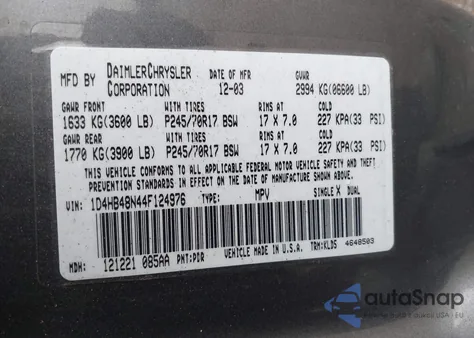 MFD BY DAIMLERCHRYSLER CORPORATION DATE OF MFR 12-03 GVWR 2994 KG(06600 LB)
GAWR FRONT WITH TIRES RIMS AT COLD
1633 KG(3600 LB) P245/70R17 BSW 17 X 7.0 227 KPA(33 PSI)
GAWR REAR WITH TIRES RIMS AT COLD
1770 KG(3900 LB) P245/70R17 BSW 17 X 7.0 227 KPA(33 PSI)
THIS VEHICLE CONFORMS TO ALL APPLICABLE FEDERAL MOTOR VEHICLE SAFETY AND
STANDARDS IN EFFECT ON THE DATE OF MANUFACTURE SHOWN ABOVE.
VIN: 1D4HB48N44F124976 TYPE: MPV SINGLE X DUAL
VEHICLE MADE IN U.S.A. 4648503
MDH: 121221 085AA PNT:PDR TRM:KLD5
autoSnap